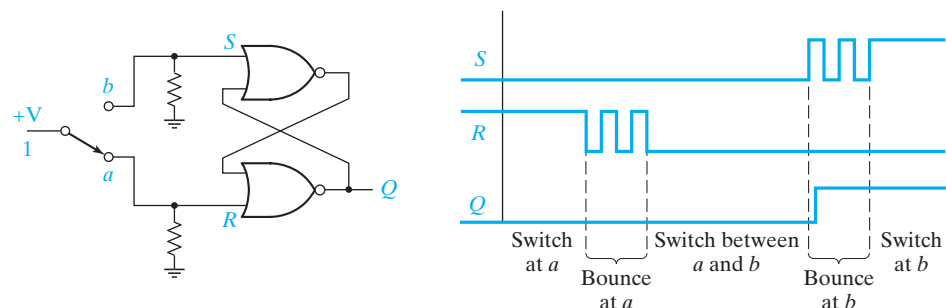 S
b
+V
1
a
R
Q
S
R
Q
Switch at a
Bounce at a
Switch between a and b
Bounce at b
Switch at b